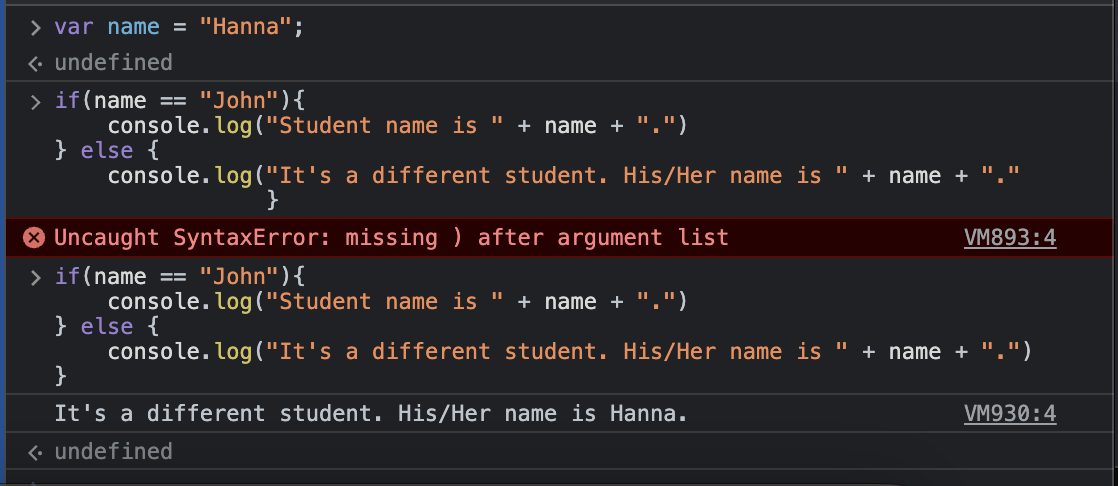 > var name = "Hanna";
<· undefined
> if(name == "John"){
    console.log("Student name is " + name + ".")
} else {
    console.log("It's a different student. His/Her name is " + name + "."
                }
Uncaught SyntaxError: missing ) after argument list VM893:4
> if(name == "John"){
    console.log("Student name is " + name + ".")
} else {
    console.log("It's a different student. His/Her name is " + name + ".")
}
It's a different student. His/Her name is Hanna. VM930:4
<· undefined